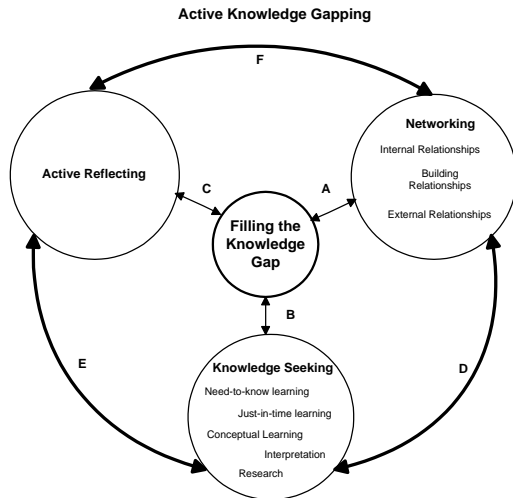 Active Knowledge Gapping
F
Networking
Internal Relationships
Building
Relationships
External Relationships
Active Reflecting
C
A
Filling the
Knowledge
Gap
B
E
D
Knowledge Seeking
Need-to-know learning
Just-in-time learning
Conceptual Learning
Interpretation
Research